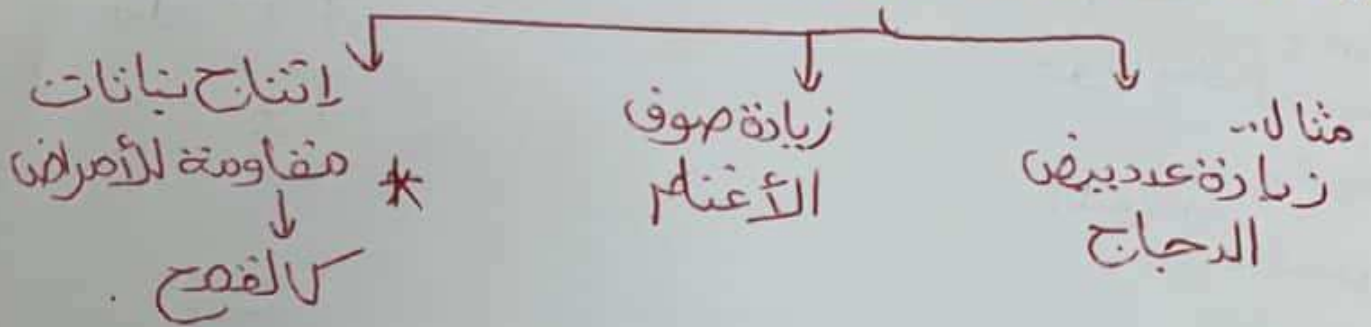 مثال..
زيادة عدد بيض
الدجاج
زيادة صوف
الأغنام
إنتاج نباتات
* مقاومة للأمراض
كالقمح.